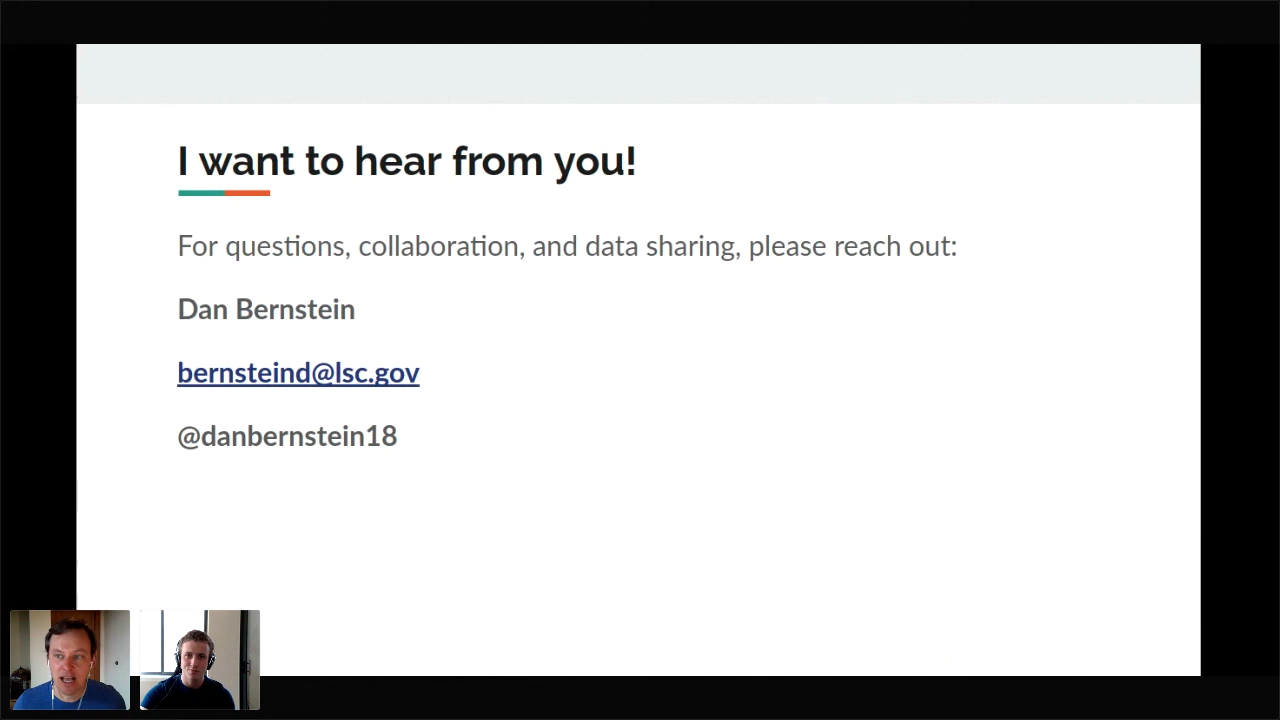 I want to hear from you!
For questions, collaboration, and data sharing, please reach out:
Dan Bernstein
bernsteind@lsc.gov
@danbernstein18